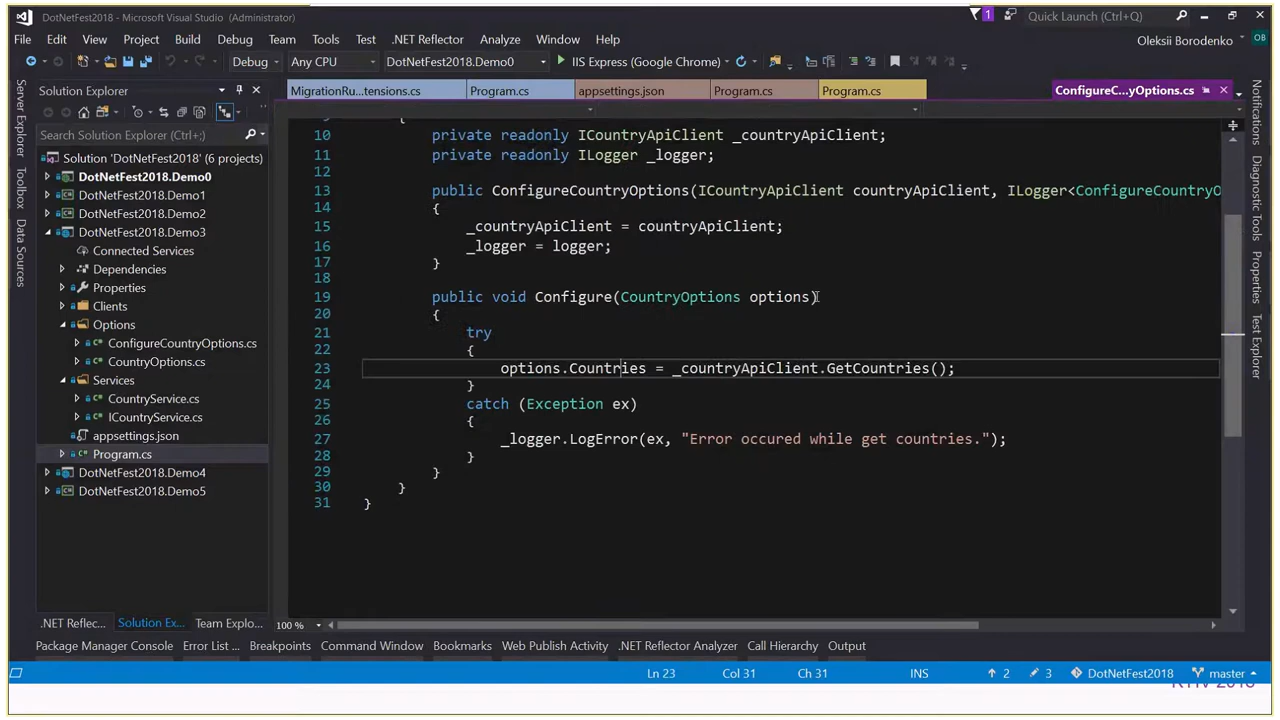 DotNetFest2018 - Microsoft Visual Studio (Administrator)
1
Quick Launch (Ctrl+Q)
File Edit View Project Build Debug Team Tools Test .NET Reflector Analyze Window Help
Oleksii Borodenko
OB
Debug Any CPU DotNetFest2018.Demo0 IIS Express (Google Chrome)
Server Explorer
Toolbox
Data Sources
Solution Explorer
Search Solution Explorer (Ctrl+;)
Solution 'DotNetFest2018' (6 projects)
DotNetFest2018.Demo0
DotNetFest2018.Demo1
DotNetFest2018.Demo2
DotNetFest2018.Demo3
Connected Services
Dependencies
Properties
Clients
Options
C# ConfigureCountryOptions.cs
C# CountryOptions.cs
Services
C# CountryService.cs
C# ICountryService.cs
appsettings.json
C# Program.cs
DotNetFest2018.Demo4
DotNetFest2018.Demo5
.NET Reflec... Solution Ex... Team Explo...
MigrationRu...tensions.cs Program.cs appsettings.json Program.cs Program.cs ConfigureC...yOptions.cs
10 private readonly ICountryApiClient _countryApiClient;
11 private readonly ILogger _logger;
12
13 public ConfigureCountryOptions(ICountryApiClient countryApiClient, ILogger<ConfigureCountryO
14 {
15 _countryApiClient = countryApiClient;
16 _logger = logger;
17 }
18
19 public void Configure(CountryOptions options)
20 {
21 try
22 {
23 options.Countries = _countryApiClient.GetCountries();
24 }
25 catch (Exception ex)
26 {
27 _logger.LogError(ex, "Error occured while get countries.");
28 }
29 }
30 }
31 }
100 %
Notifications
Diagnostic Tools
Properties
Test Explorer
Package Manager Console Error List ... Breakpoints Command Window Bookmarks Web Publish Activity .NET Reflector Analyzer Call Hierarchy Output
Ln 23 Col 31 Ch 31 INS 2 3 DotNetFest2018 master